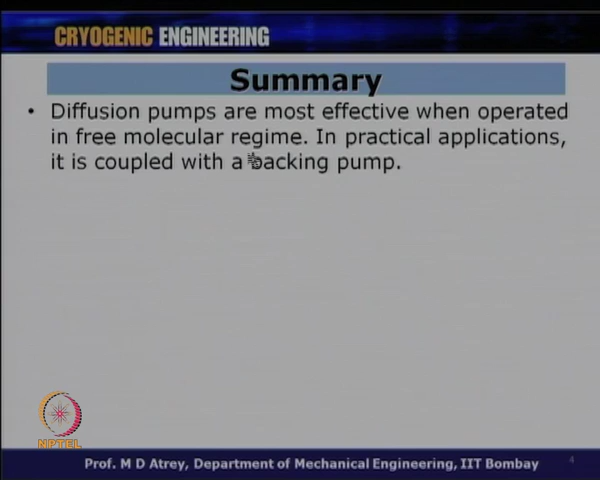 CRYOGENIC ENGINEERING
Summary
• Diffusion pumps are most effective when operated
in free molecular regime. In practical applications,
it is coupled with a backing pump.
NPTEL
Prof. M D Atrey, Department of Mechanical Engineering, IIT Bombay
4